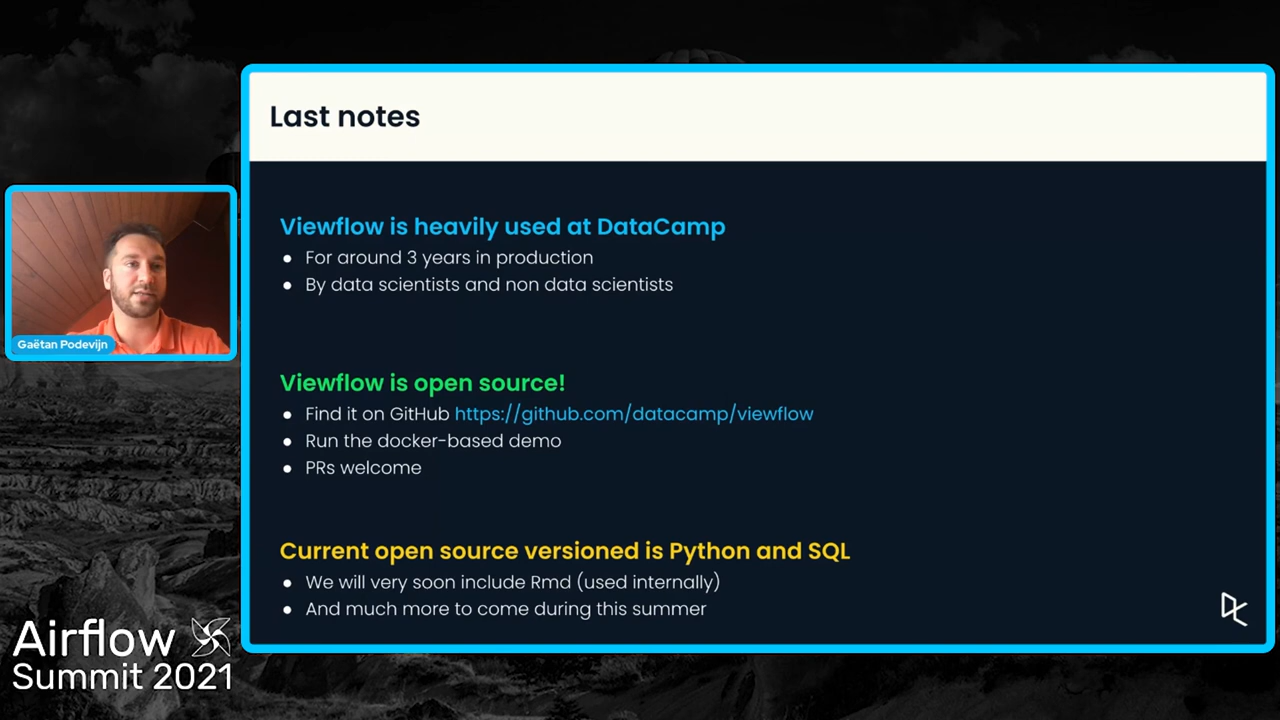 Last notes
Viewflow is heavily used at DataCamp
● For around 3 years in production
● By data scientists and non data scientists
Gaëtan Podevijn
Viewflow is open source!
● Find it on GitHub https://github.com/datacamp/viewflow
● Run the docker-based demo
● PRs welcome
Current open source versioned is Python and SQL
● We will very soon include Rmd (used internally)
● And much more to come during this summer
Airflow
Summit 2021